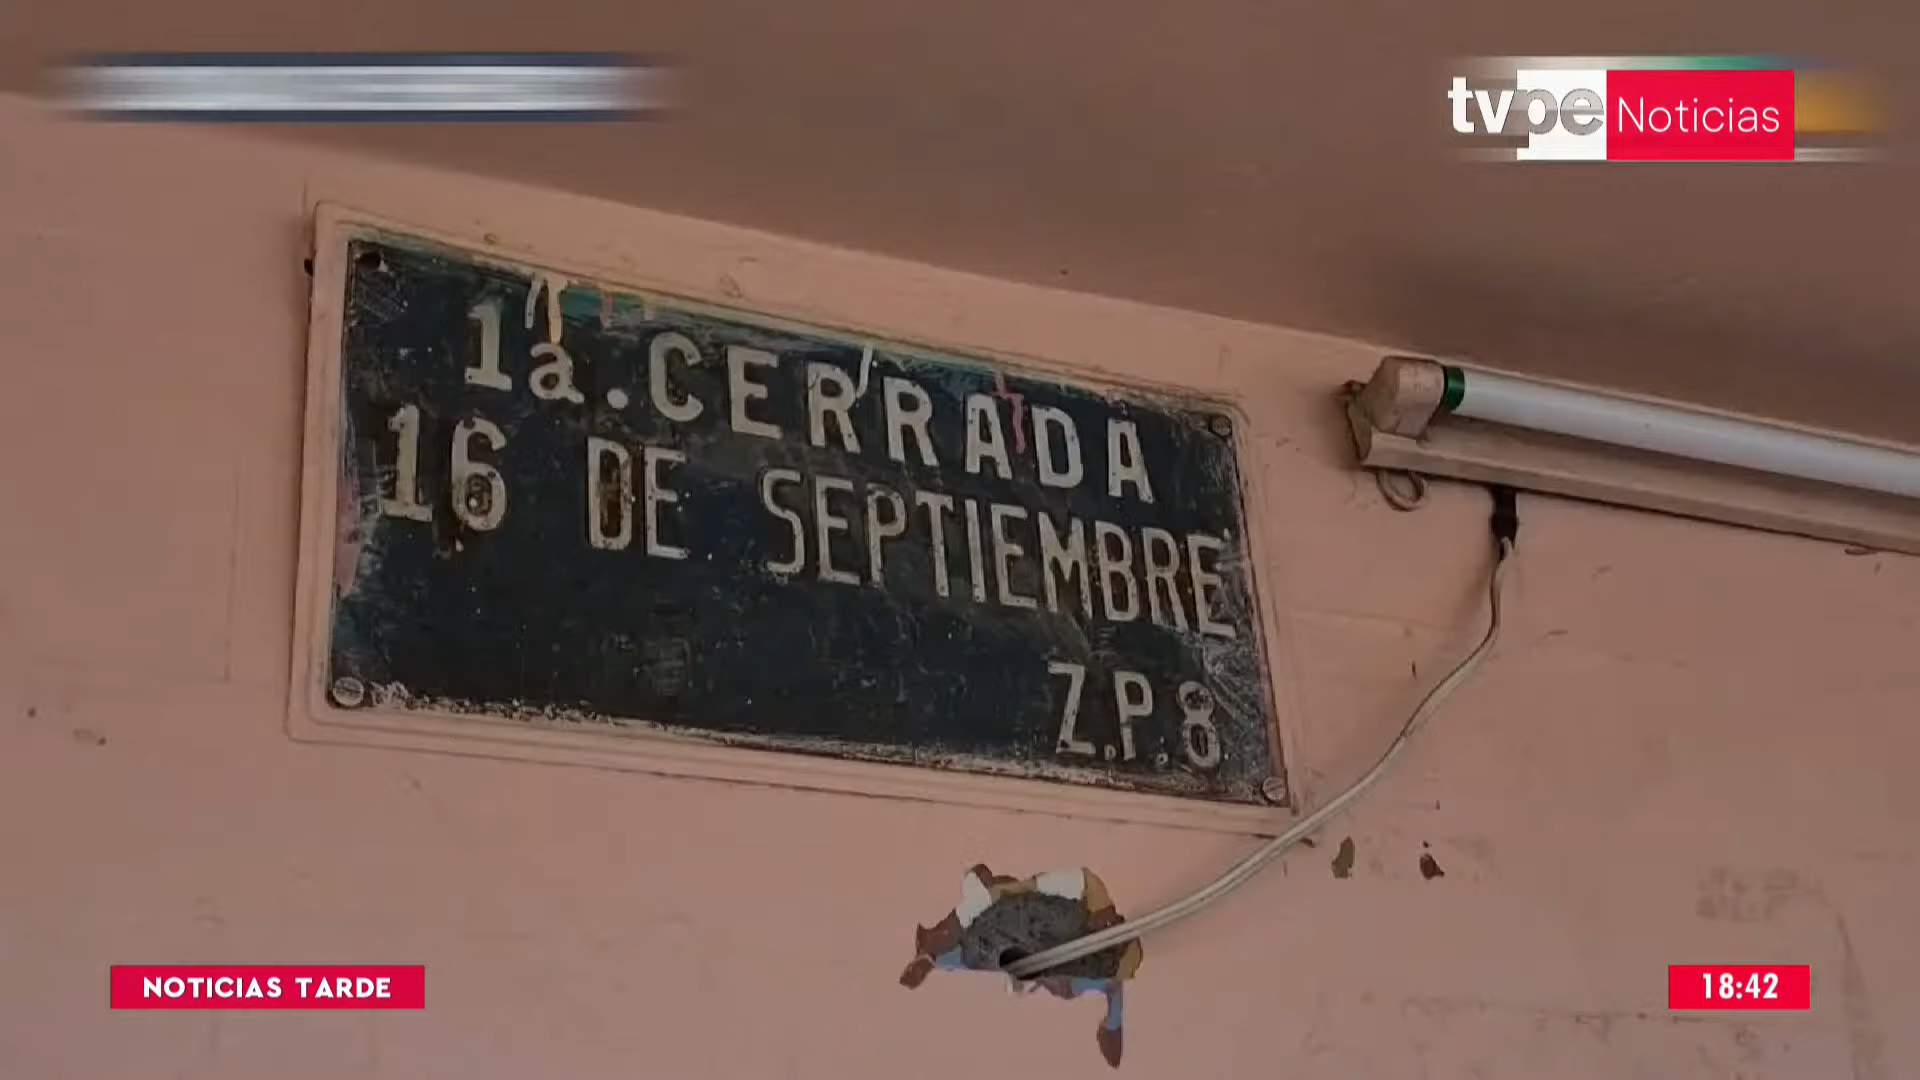 tvpe Noticias
1a. CERRADA
16 DE SEPTIEMBRE
Z.P.8
NOTICIAS TARDE
18:42